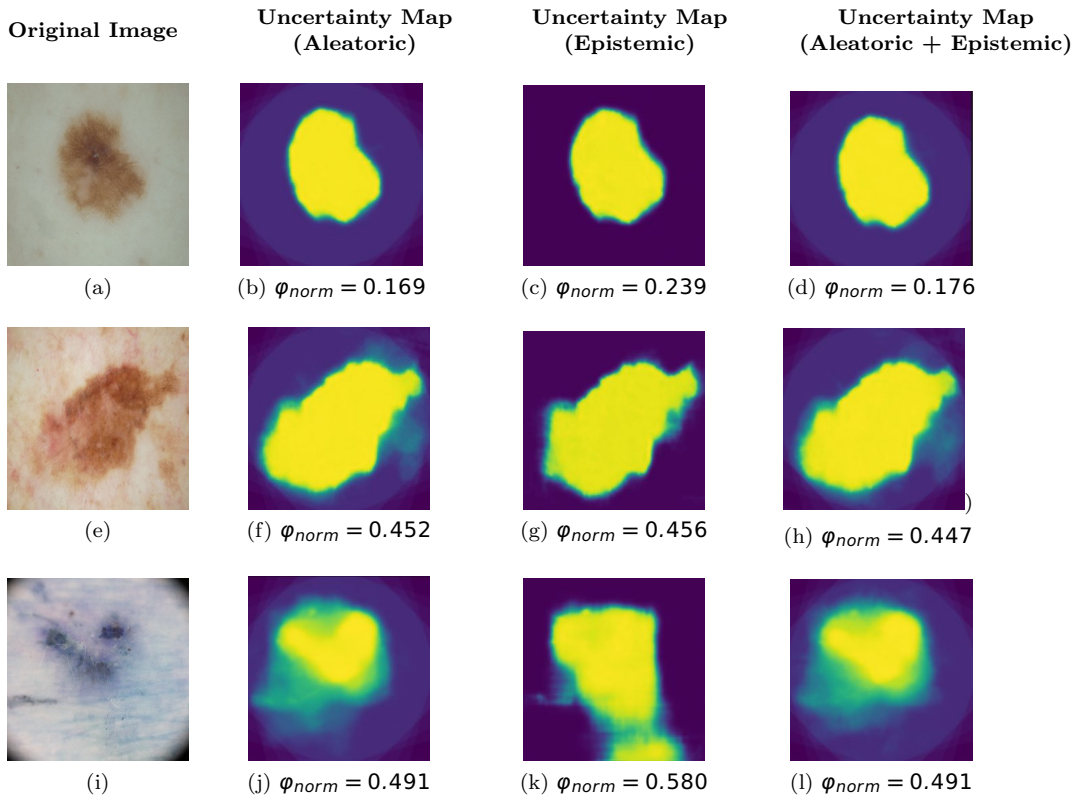 Original Image
Uncertainty Map
(Aleatoric)
Uncertainty Map
(Epistemic)
Uncertainty Map
(Aleatoric + Epistemic)
(a)
(b) φnorm = 0.169
(c) φnorm = 0.239
(d) φnorm = 0.176
(e)
(f) φnorm = 0.452
(g) φnorm = 0.456
)
(h) φnorm = 0.447
(i)
(j) φnorm = 0.491
(k) φnorm = 0.580
(l) φnorm = 0.491